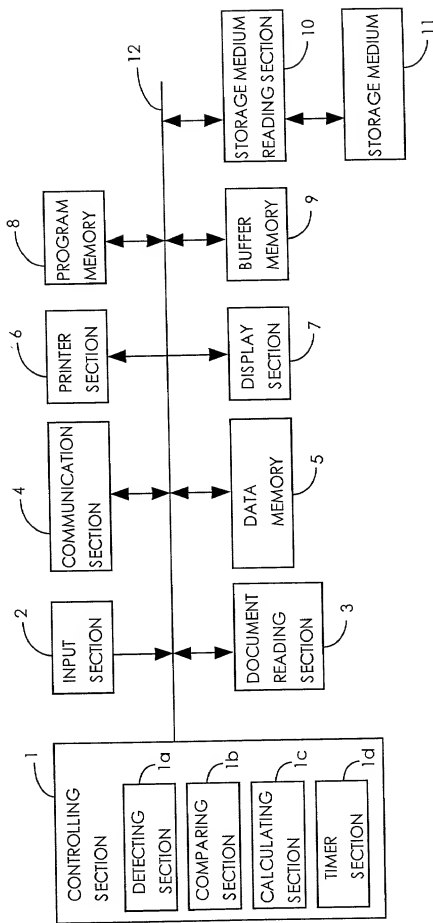 1
CONTROLLING
SECTION
DETECTING
SECTION
1a
COMPARING
SECTION
1b
CALCULATING
SECTION
1c
TIMER
SECTION
1d
2
INPUT
SECTION
4
COMMUNICATION
SECTION
6
PRINTER
SECTION
8
PROGRAM
MEMORY
12
DOCUMENT
READING
SECTION
3
DATA
MEMORY
5
DISPLAY
SECTION
7
BUFFER
MEMORY
9
STORAGE MEDIUM
READING SECTION
10
STORAGE MEDIUM
11